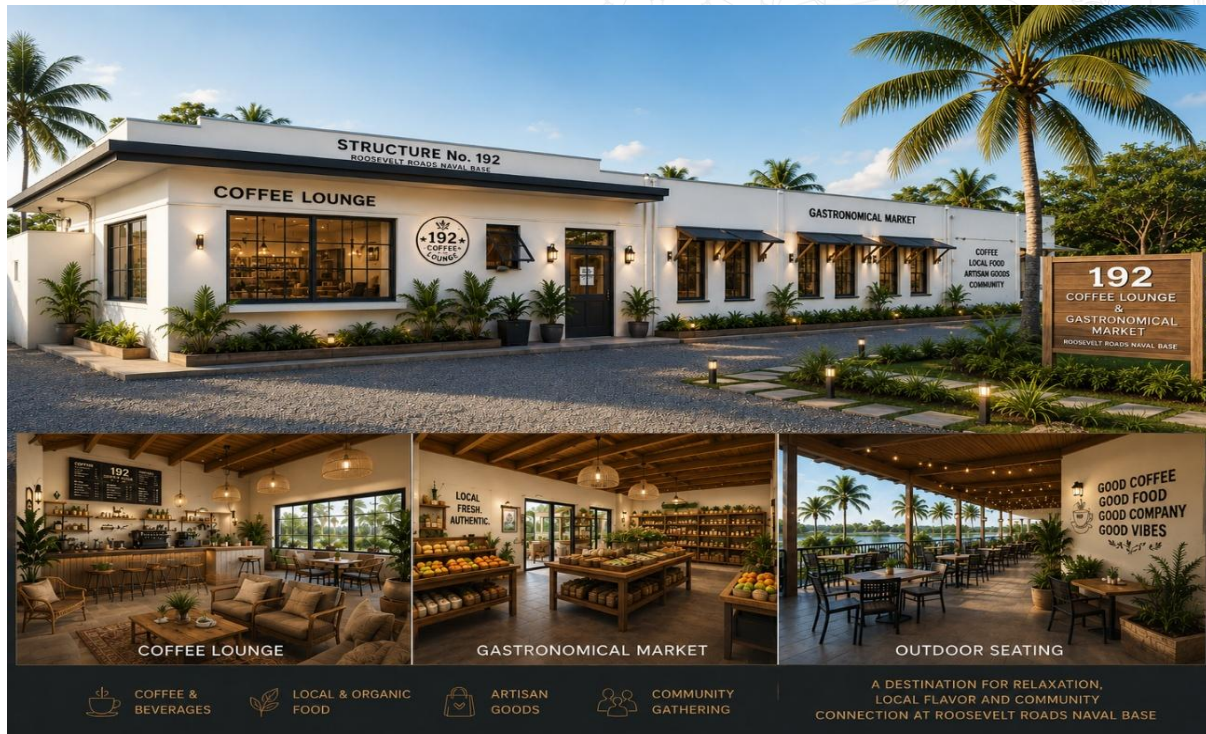 STRUCTURE No. 192
ROOSEVELT ROADS NAVAL BASE
COFFEE LOUNGE
192
COFFEE
LOUNGE
GASTRONOMICAL MARKET
COFFEE
LOCAL FOOD
ARTISAN GOODS
COMMUNITY
192
COFFEE LOUNGE
&
GASTRONOMICAL
MARKET
ROOSEVELT ROADS NAVAL BASE
192
COFFEE LOUNGE
LOCAL
FRESH.
AUTHENTIC.
GASTRONOMICAL MARKET
GOOD COFFEE
GOOD FOOD
GOOD COMPANY
GOOD VIBES
OUTDOOR SEATING
COFFEE &
BEVERAGES
LOCAL & ORGANIC
FOOD
ARTISAN
GOODS
COMMUNITY
GATHERING
A DESTINATION FOR RELAXATION,
LOCAL FLAVOR AND COMMUNITY
CONNECTION AT ROOSEVELT ROADS NAVAL BASE